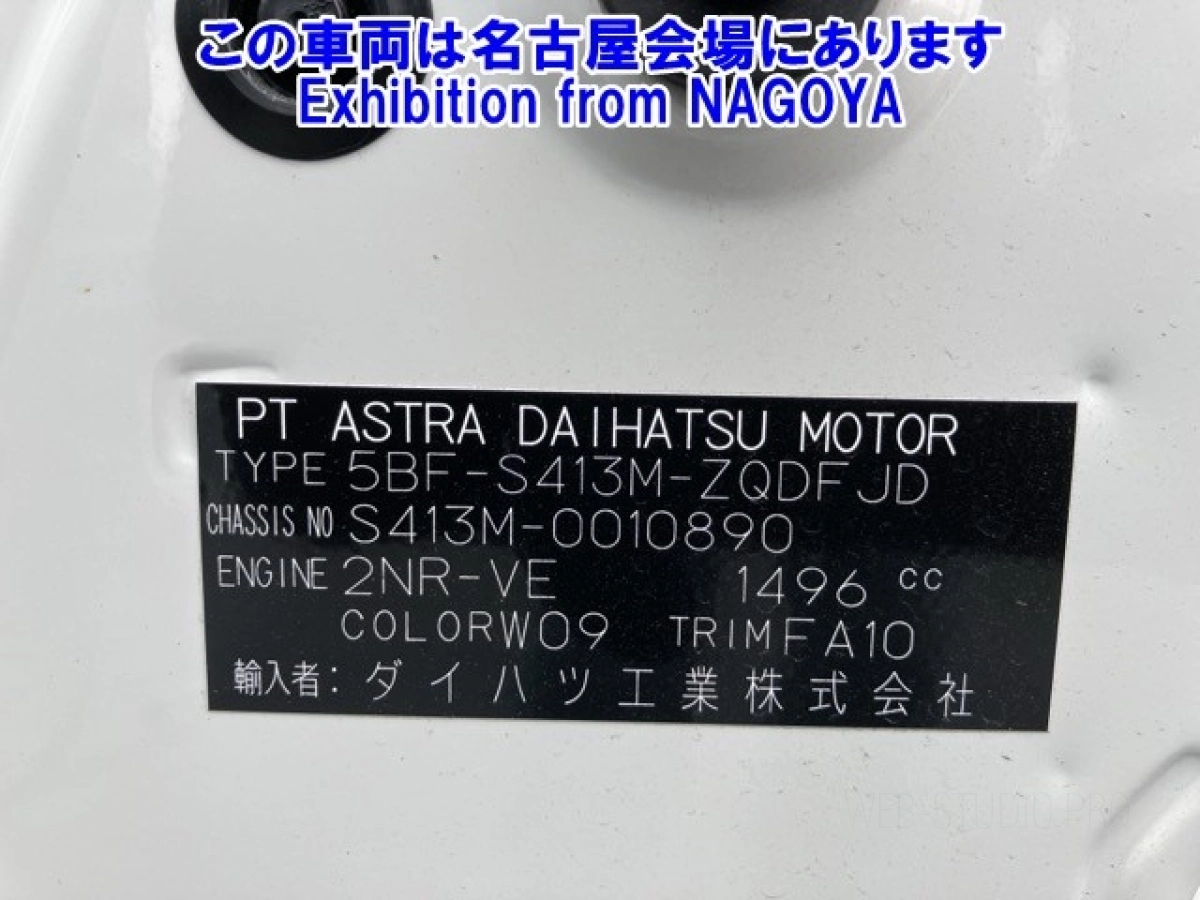 この車両は名古屋会場にあります
Exhibition from NAGOYA
PT ASTRA DAIHATSU MOTOR
TYPE 5BF-S413M-ZQDFJD
CHASSIS NO S413M-0010890
ENGINE 2NR-VE 1496 cc
COLOR W09 TRIM FA10
輸入者: ダイハツ工業株式会社